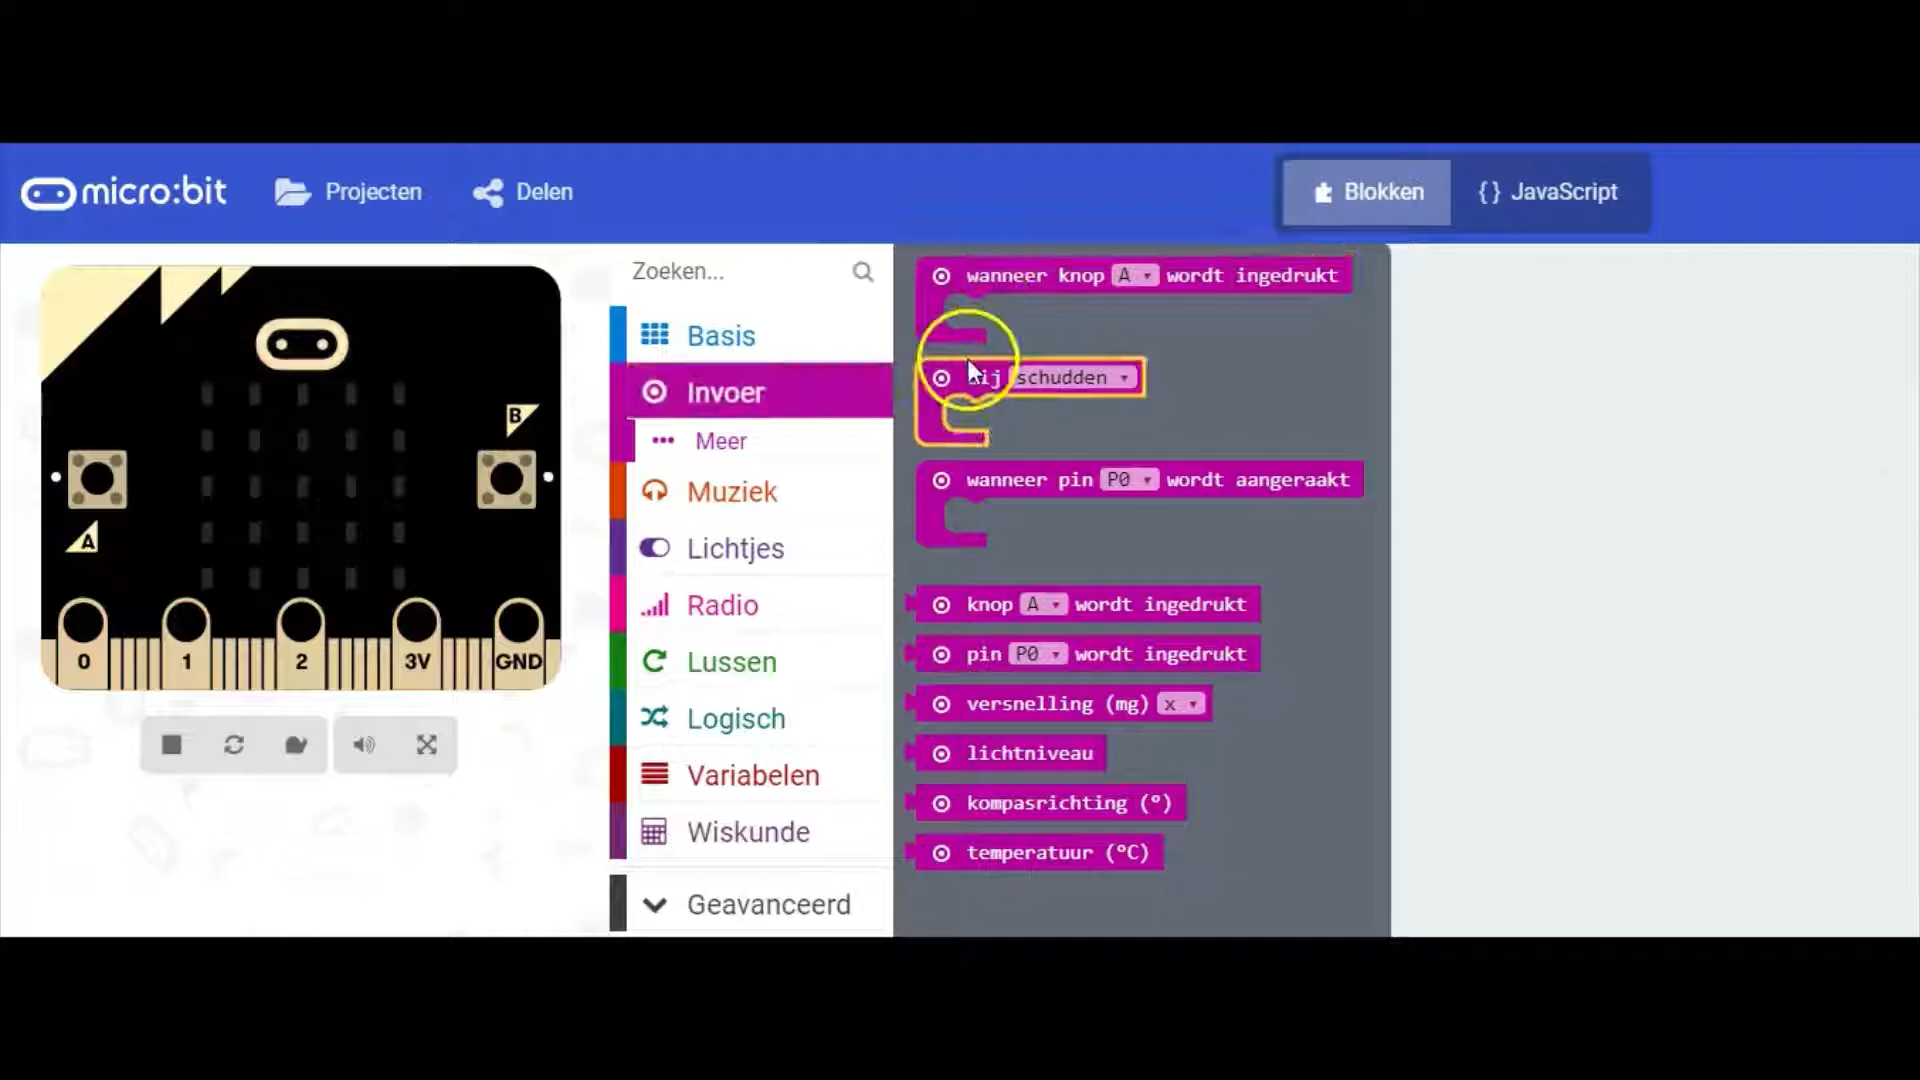 micro:bit Projecten Delen Blokken {} JavaScript
Zoeken...
Basis
Invoer
Meer
Muziek
Lichtjes
Radio
Lussen
Logisch
Variabelen
Wiskunde
Geavanceerd
wanneer knop A wordt ingedrukt
schudden
wanneer pin P0 wordt aangeraakt
knop A wordt ingedrukt
pin P0 wordt ingedrukt
versnelling (mg) x
lichtniveau
kompasrichting (°)
temperatuur (°C)
B
A
0 1 2 3V GND